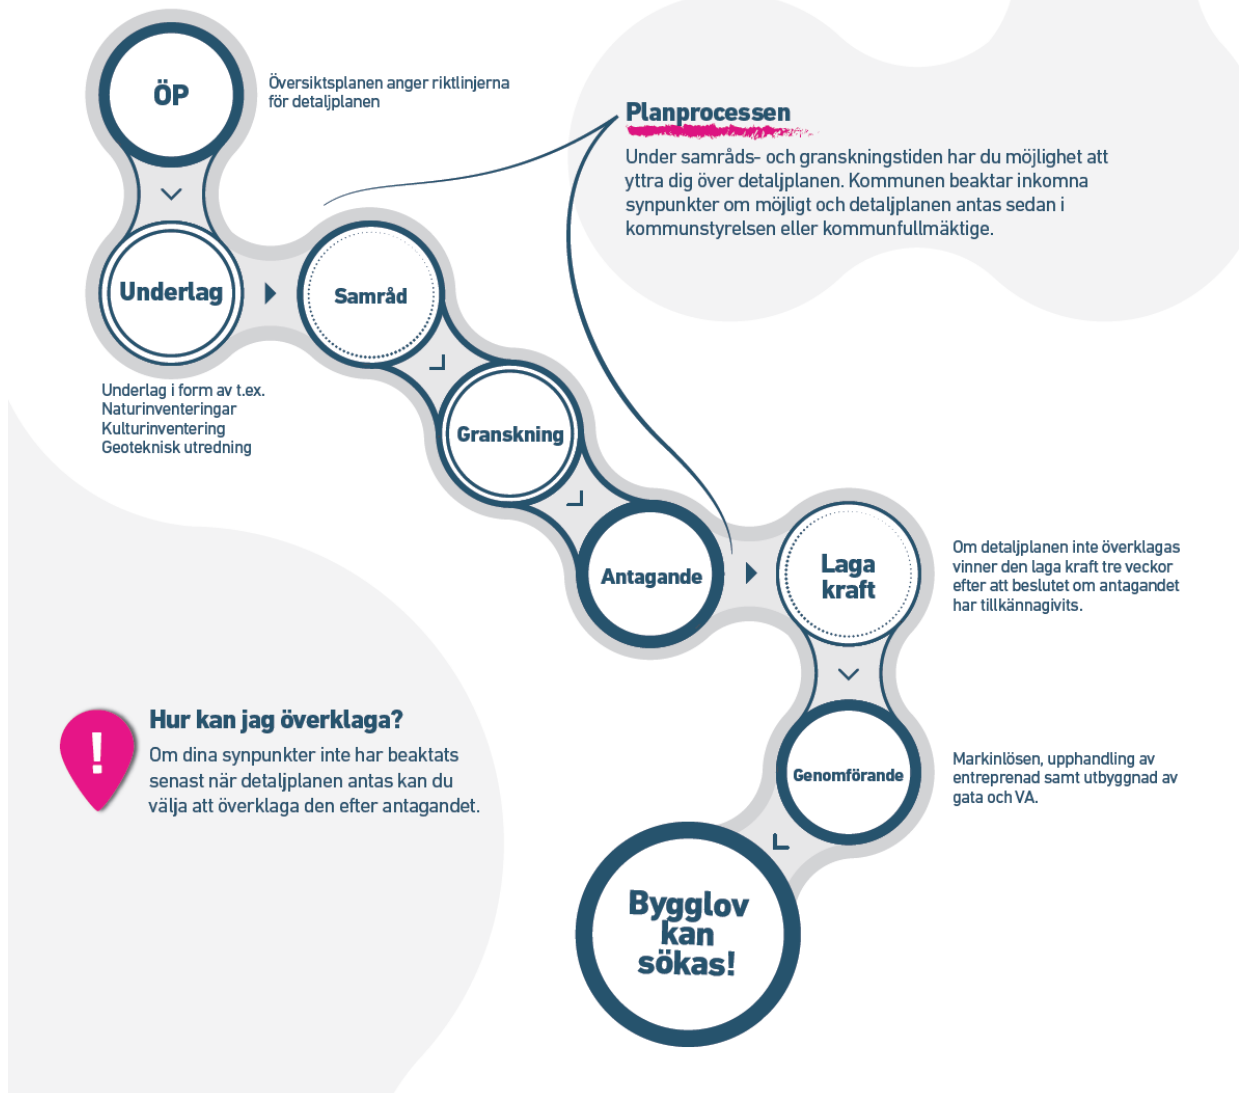 ÖP
Översiktsplanen anger riktlinjerna
för detaljplanen
Planprocessen
Under samråds- och granskningstiden har du möjlighet att
yttra dig över detaljplanen. Kommunen beaktar inkomna
synpunkter om möjligt och detaljplanen antas sedan i
kommunstyrelsen eller kommunfullmäktige.
Underlag
Samråd
Underlag i form av t.ex.
Naturinventeringar
Kulturinventering
Geoteknisk utredning
Granskning
Antagande
Laga
kraft
Om detaljplanen inte överklagas
vinner den laga kraft tre veckor
efter att beslutet om antagandet
har tillkännagivits.
!
Hur kan jag överklaga?
Om dina synpunkter inte har beaktats
senast när detaljplanen antas kan du
välja att överklaga den efter antagandet.
Genomförande
Markinlösen, upphandling av
entreprenad samt utbyggnad av
gata och VA.
Bygglov
kan
sökas!